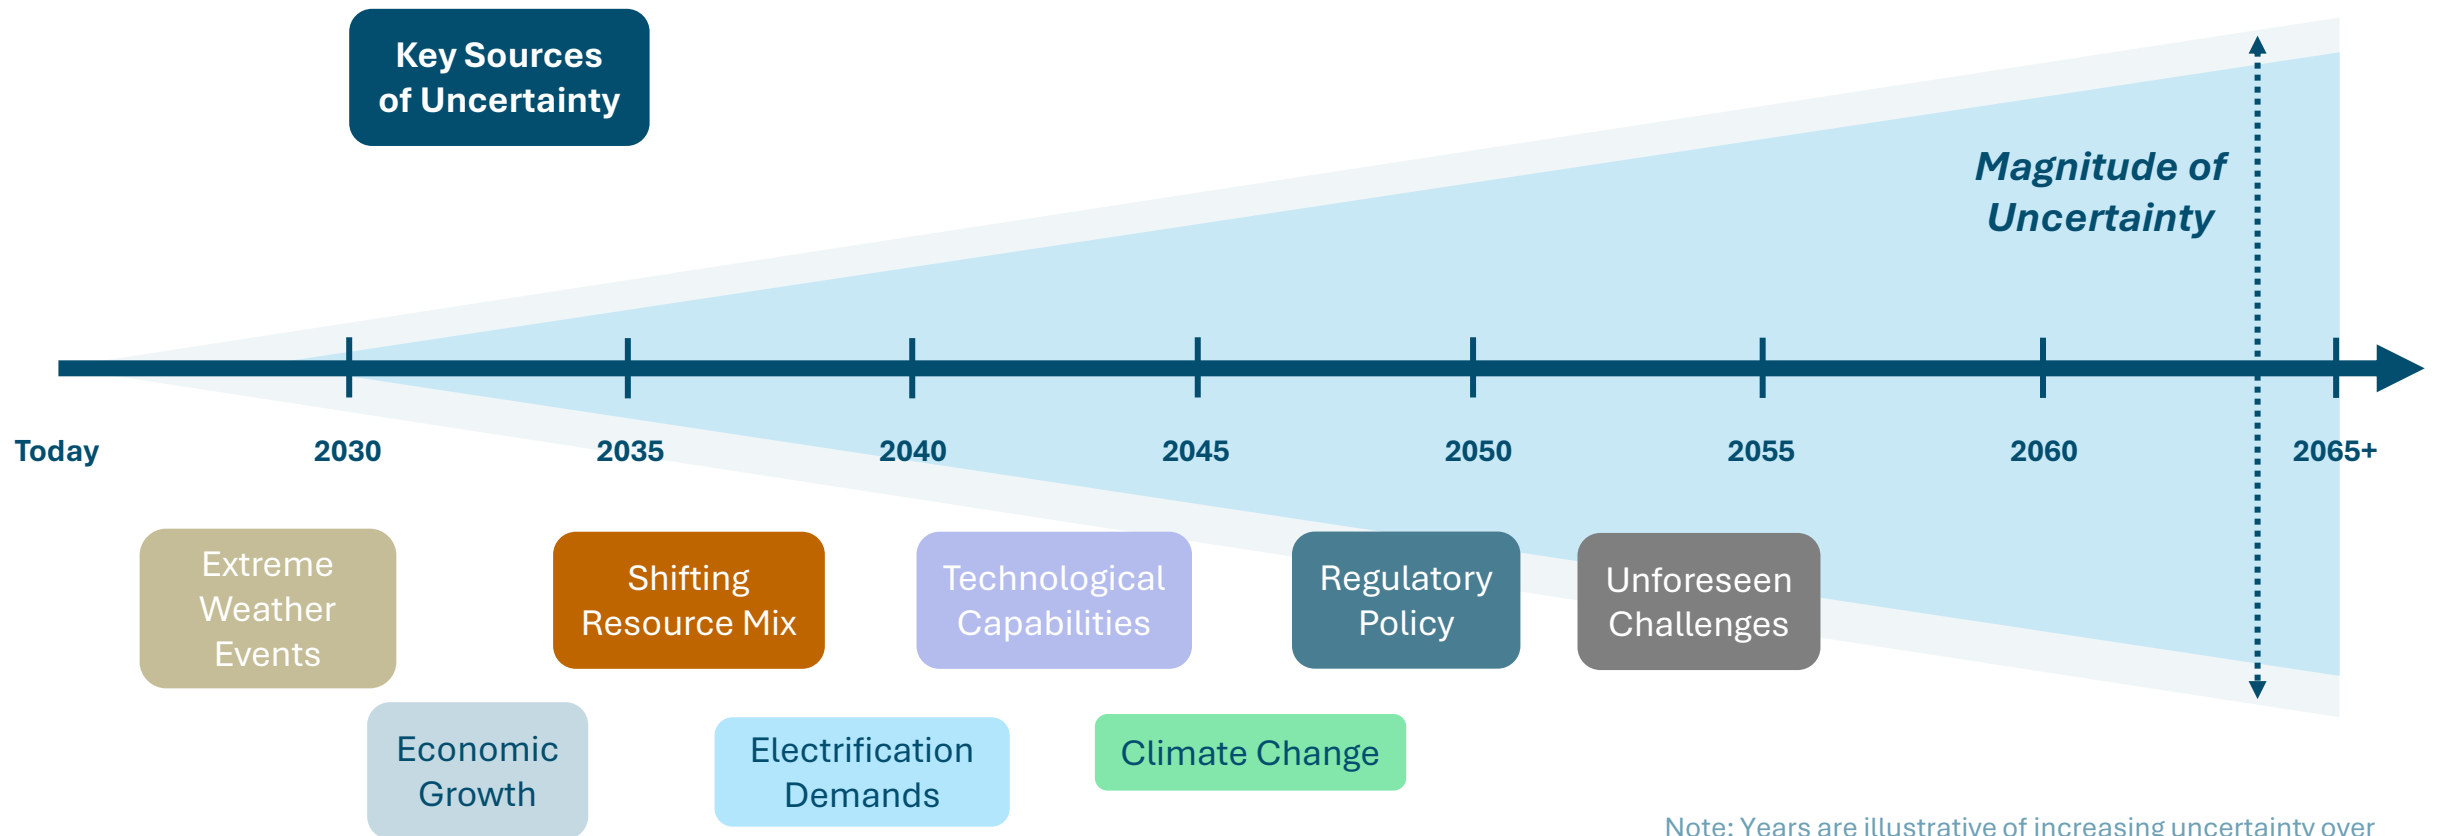 Key Sources
of Uncertainty
Magnitude of
Uncertainty
Today
2030
2035
2040
2045
2050
2055
2060
2065+
Extreme
Weather
Events
Shifting
Resource Mix
Technological
Capabilities
Regulatory
Policy
Unforeseen
Challenges
Economic
Growth
Electrification
Demands
Climate Change
Note: Years are illustrative of increasing uncertainty over